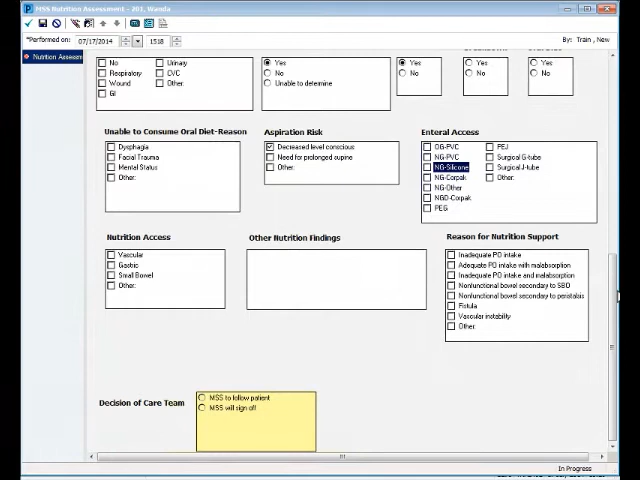 MSS Nutrition Assessment - 301, Wanda
*Performed on: 07/17/2014 1518 By: Train , New
Nutrition Assessm
No Urinary Yes Yes Yes Yes
Respiratory CVC No No No No
Wound Other: Unable to determine
GI
Unable to Consume Oral Diet-Reason Aspiration Risk Enteral Access
Dysphagia Decreased level conscious OG-PVC PEJ
Facial Trauma Need for prolonged supine NG-PVC Surgical G-tube
Mental Status Other: NG-Silicone Surgical J-tube
Other: NG-Corpak Other:
NG-Other
NGD-Corpak
PEG
Nutrition Access Other Nutrition Findings Reason for Nutrition Support
Vascular Inadequate PO intake
Gastric Adequate PO intake with malabsorption
Small Bowel Inadequate PO intake and malabsorption
Other: Nonfunctional bowel secondary to SBO
Nonfunctional bowel secondary to peristalsis
Fistula
Vascular instability
Other:
Decision of Care Team MSS to follow patient
MSS will sign off
In Progress